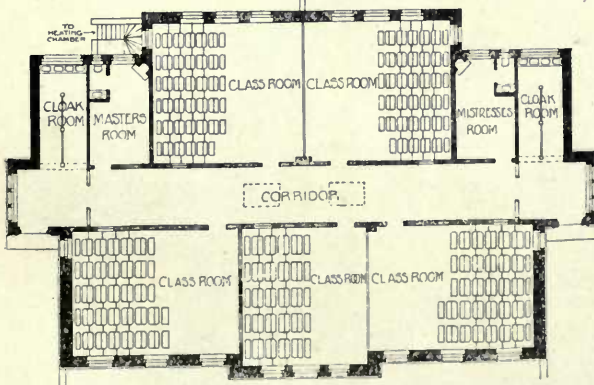 TO
HEATING
CHAMBER
CLOAK
ROOM
MASTERS
ROOM
CLASS ROOM
CLASS ROOM
MISTRESSES
ROOM
CLOAK
ROOM
CORRIDOR
CLASS ROOM
CLASS ROOM
CLASS ROOM